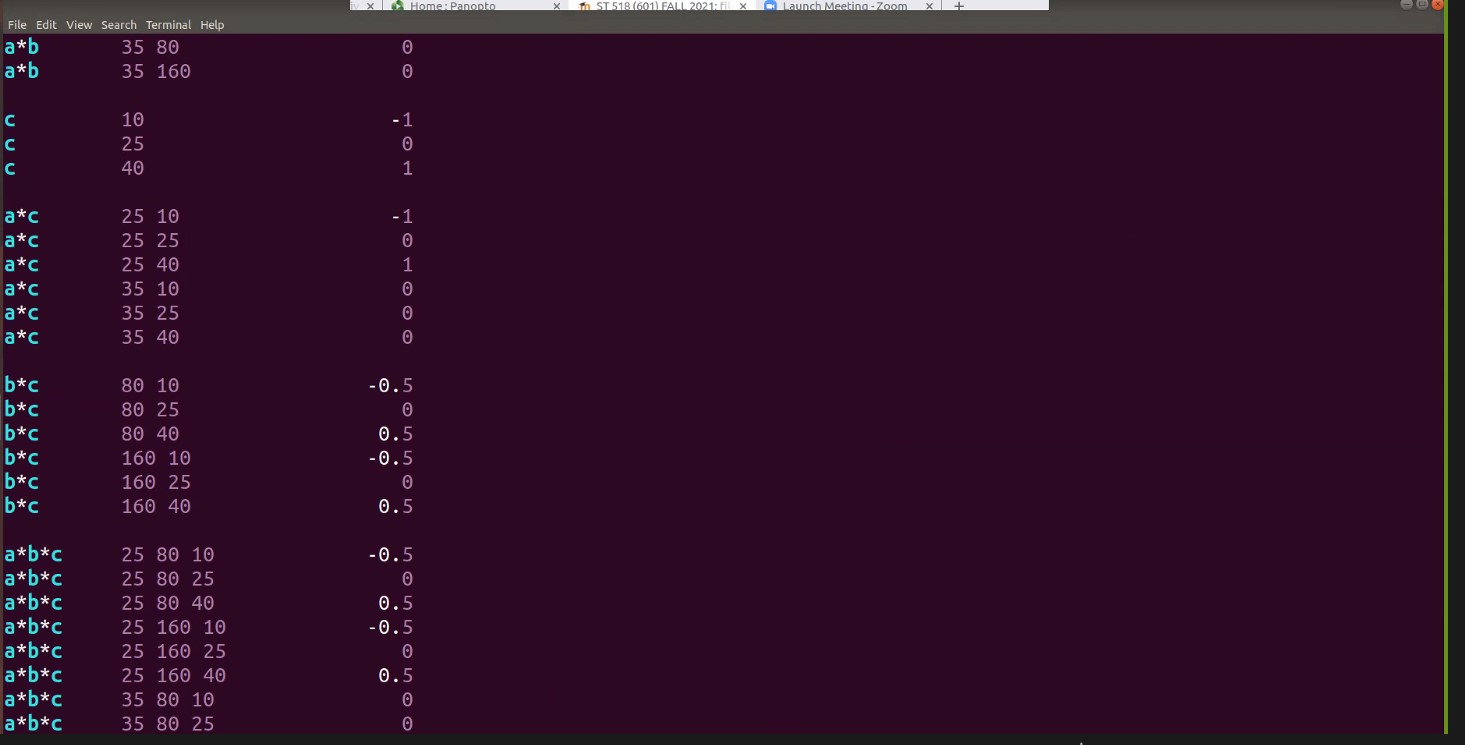 Home : Panopto ST 518 (601) FALL 2021: Launch Meeting - Zoom
File Edit View Search Terminal Help
a*b 35 80 0
a*b 35 160 0
c 10 -1
c 25 0
c 40 1
a*c 25 10 -1
a*c 25 25 0
a*c 25 40 1
a*c 35 10 0
a*c 35 25 0
a*c 35 40 0
b*c 80 10 -0.5
b*c 80 25 0
b*c 80 40 0.5
b*c 160 10 -0.5
b*c 160 25 0
b*c 160 40 0.5
a*b*c 25 80 10 -0.5
a*b*c 25 80 25 0
a*b*c 25 80 40 0.5
a*b*c 25 160 10 -0.5
a*b*c 25 160 25 0
a*b*c 25 160 40 0.5
a*b*c 35 80 10 0
a*b*c 35 80 25 0